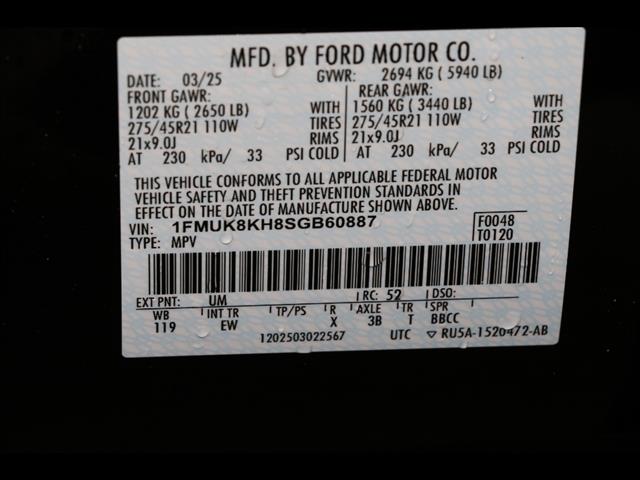 MFD. BY FORD MOTOR CO.
DATE: 03/25 GVWR: 2694 KG ( 5940 LB)
FRONT GAWR: REAR GAWR:
1202 KG ( 2650 LB) WITH 1560 KG ( 3440 LB) WITH
275/45R21 110W TIRES 275/45R21 110W TIRES
21x9.0J RIMS 21x9.0J RIMS
AT 230 kPa/ 33 PSI COLD AT 230 kPa/ 33 PSI COLD
THIS VEHICLE CONFORMS TO ALL APPLICABLE FEDERAL MOTOR
VEHICLE SAFETY AND THEFT PREVENTION STANDARDS IN
EFFECT ON THE DATE OF MANUFACTURE SHOWN ABOVE.
VIN: 1FMUK8KH8SGB60887 F0048
TYPE: MPV T0120
EXT PNT: UM RC: 52 DSO:
WB INT TR TP/PS R AXLE TR SPR
119 EW X 3B T BBCC
1202503022567 UTC ▽ RU5A-1520472-AB